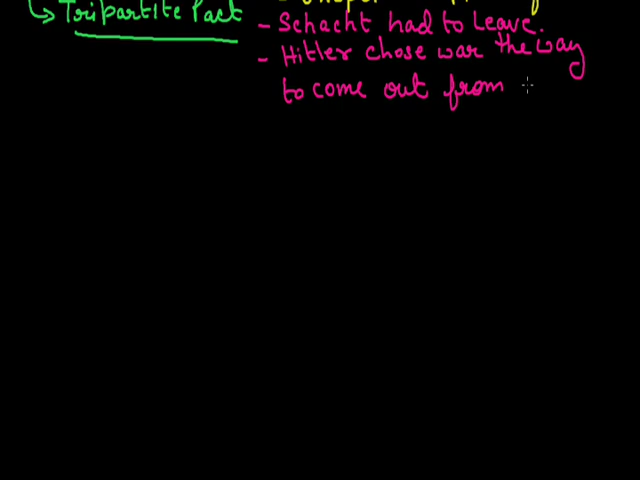 ↳ Tripartite Pact
- Schacht had to leave.
- Hitler chose war the way
to come out from